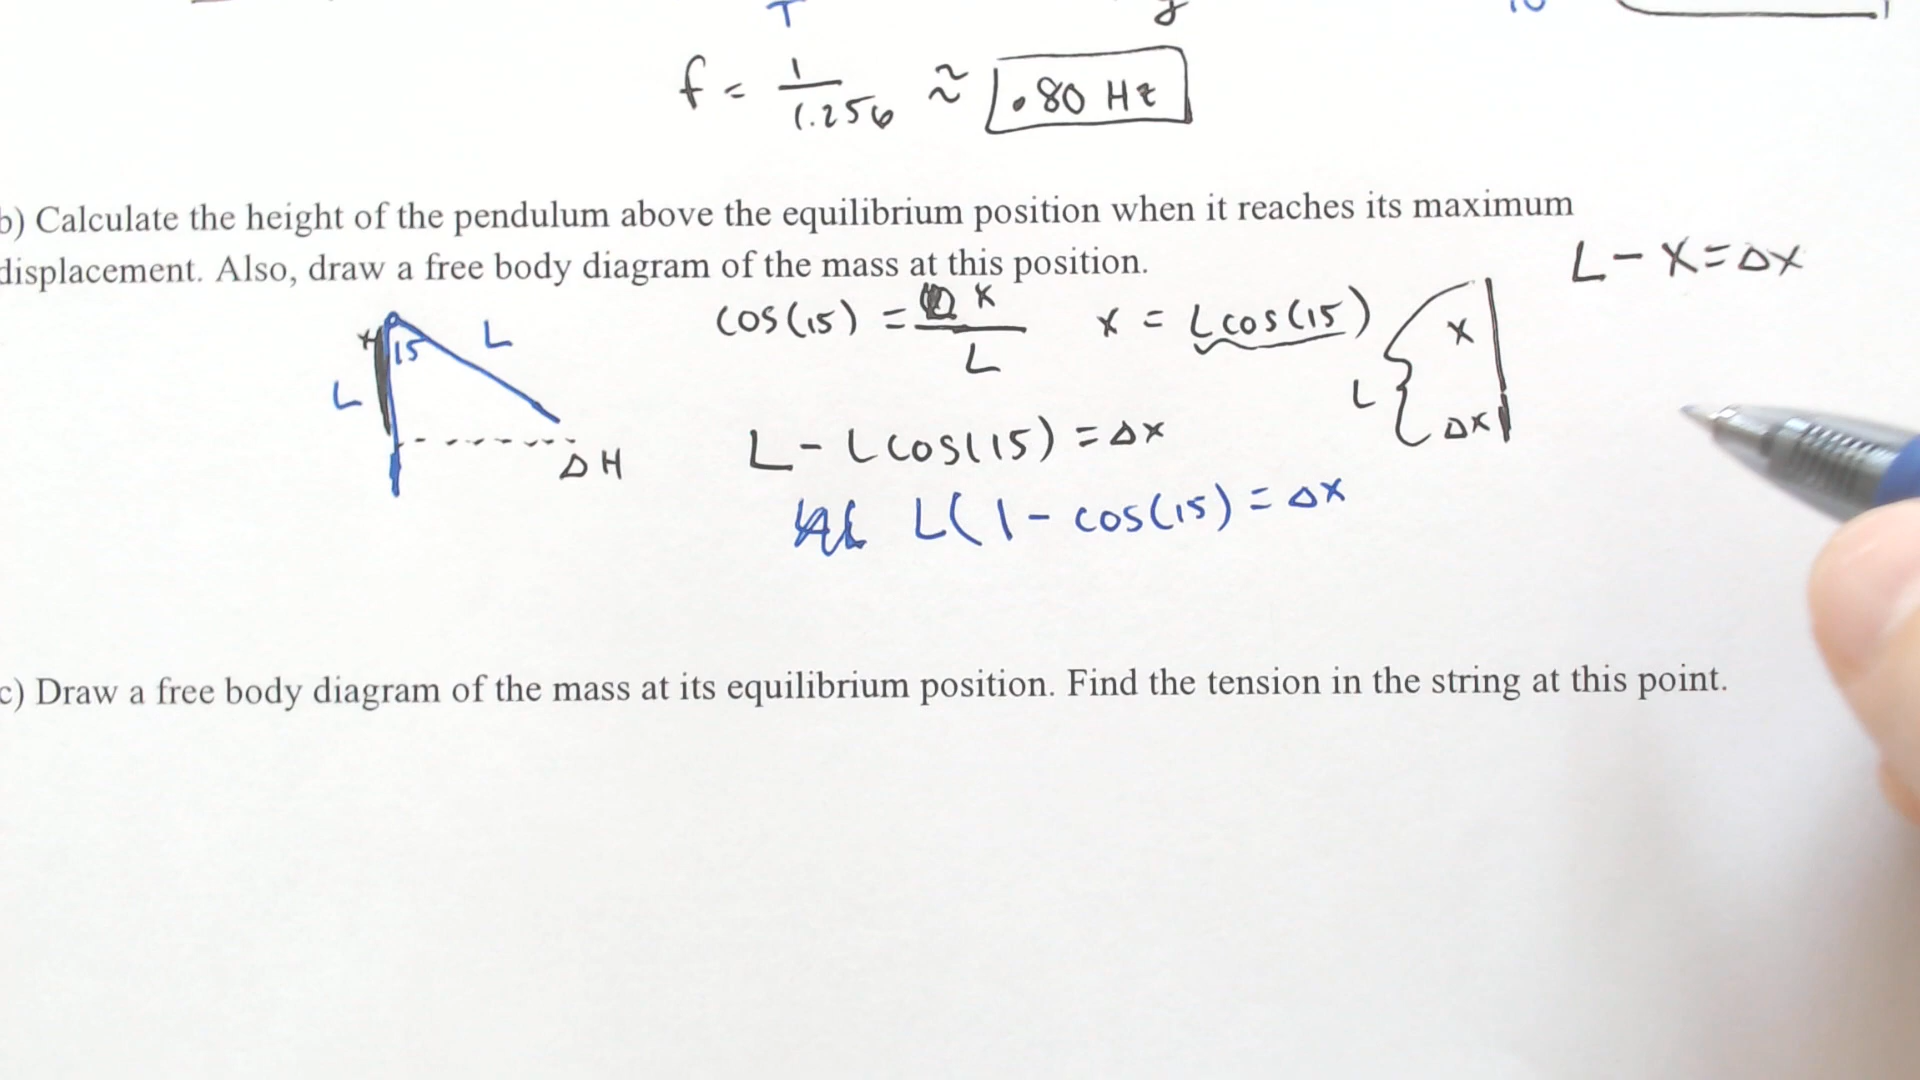 T
f = 1/1.256 ≈ .80 Hz
b) Calculate the height of the pendulum above the equilibrium position when it reaches its maximum
displacement. Also, draw a free body diagram of the mass at this position.
L - x = Δx
cos(15) = x/L x = Lcos(15)
x
15
L
L
ΔH
x
L
Δx
L - Lcos(15) = Δx
L(1 - cos(15) = Δx
c) Draw a free body diagram of the mass at its equilibrium position. Find the tension in the string at this point.